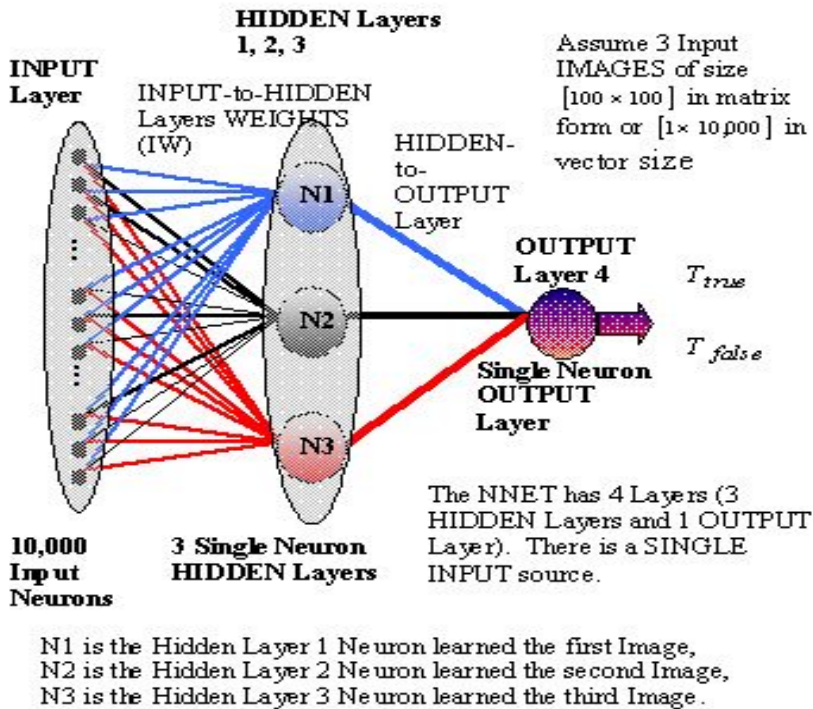 HIDDEN Layers
1, 2, 3
INPUT
Layer
INPUT-to-HIDDEN
Layers WEIGHTS
(IW)
Assume 3 Input
IMAGES of size
[100 × 100] in matrix
form or [1× 10,000] in
vector size
HIDDEN-
to-
OUTPUT
Layer
N1
N2
N3
OUTPUT
Layer 4
T true
T false
Single Neuron
OUTPUT
Layer
10,000
Input
Neurons
3 Single Neuron
HIDDEN Layers
The NNET has 4 Layers (3
HIDDEN Layers and 1 OUTPUT
Layer). There is a SINGLE
INPUT source.
N1 is the Hidden Layer 1 Neuron learned the first Image,
N2 is the Hidden Layer 2 Neuron learned the second Image,
N3 is the Hidden Layer 3 Neuron learned the third Image.